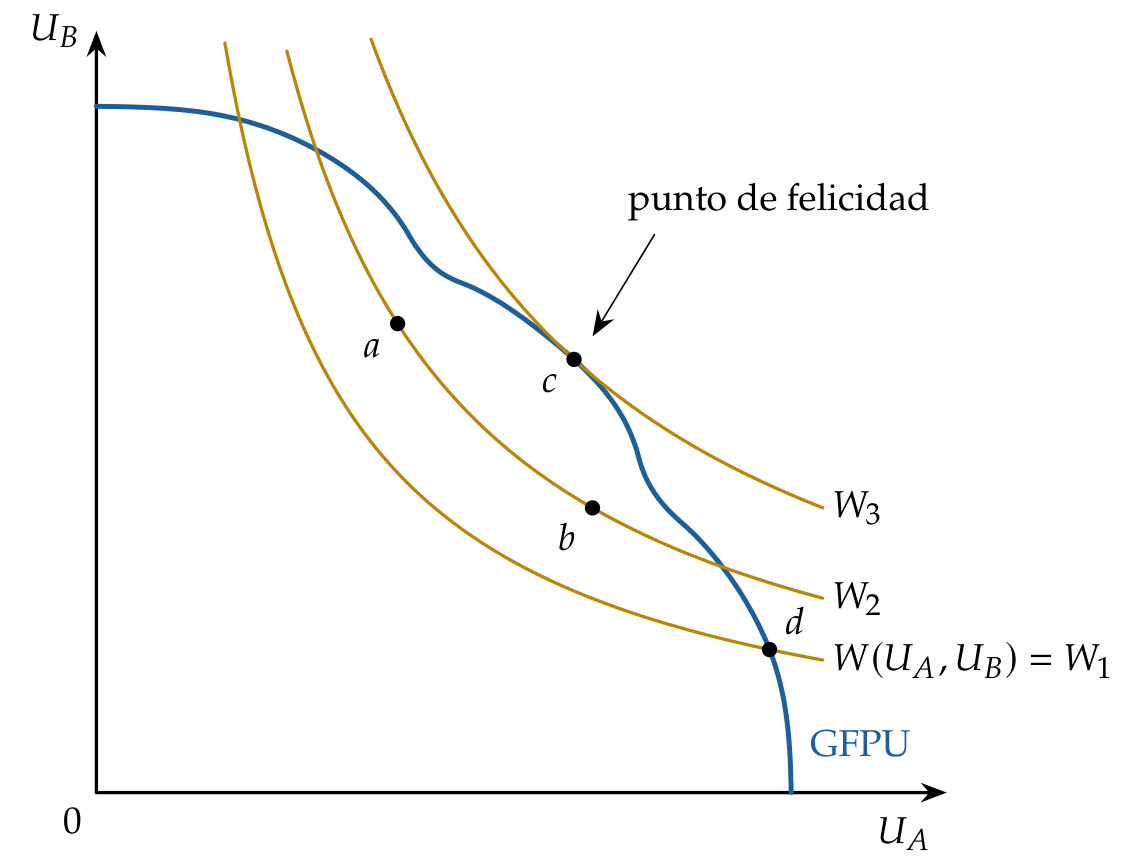 U_B
punto de felicidad
a
c
W_3
b
W_2
d
W(U_A, U_B) = W_1
GFPU
0
U_A